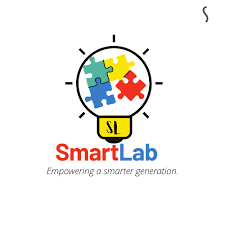 SL
SmartLab
Empowering a smarter generation.